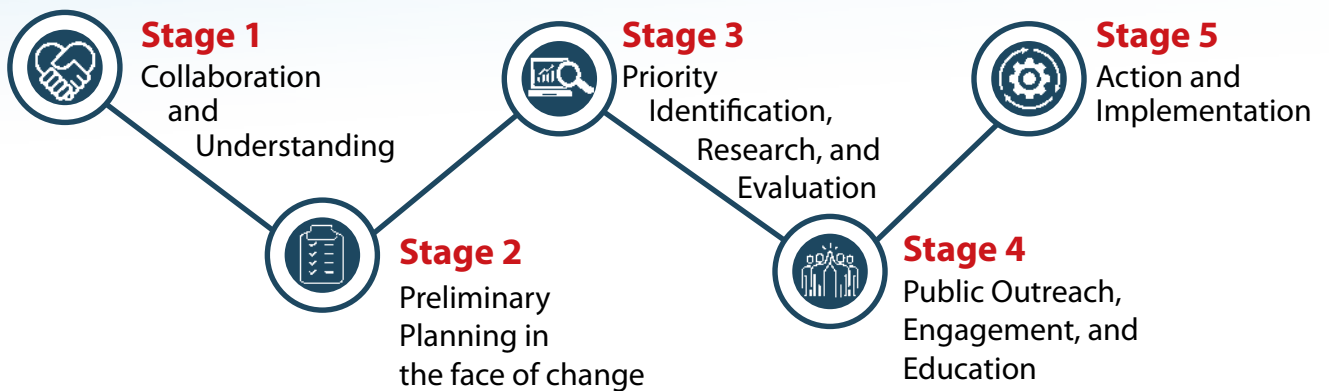 Stage 1
Collaboration
and
Understanding
Stage 2
Preliminary
Planning in
the face of change
Stage 3
Priority
Identification,
Research, and
Evaluation
Stage 4
Public Outreach,
Engagement, and
Education
Stage 5
Action and
Implementation